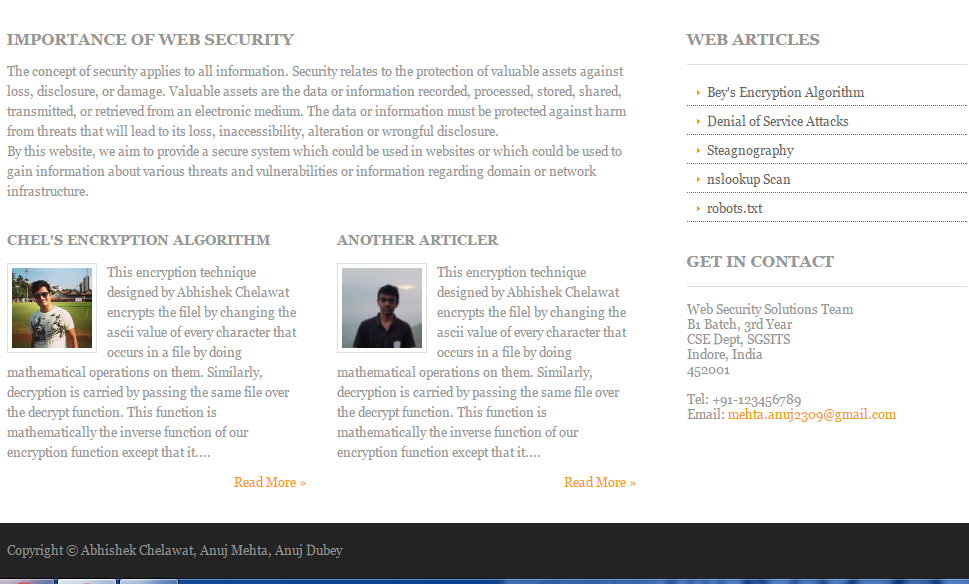 IMPORTANCE OF WEB SECURITY
The concept of security applies to all information. Security relates to the protection of valuable assets against
loss, disclosure, or damage. Valuable assets are the data or information recorded, processed, stored, shared,
transmitted, or retrieved from an electronic medium. The data or information must be protected against harm
from threats that will lead to its loss, inaccessibility, alteration or wrongful disclosure.
By this website, we aim to provide a secure system which could be used in websites or which could be used to
gain information about various threats and vulnerabilities or information regarding domain or network
infrastructure.
CHEL'S ENCRYPTION ALGORITHM
This encryption technique
designed by Abhishek Chelawat
encrypts the filel by changing the
ascii value of every character that
occurs in a file by doing
mathematical operations on them. Similarly,
decryption is carried by passing the same file over
the decrypt function. This function is
mathematically the inverse function of our
encryption function except that it....
Read More »
ANOTHER ARTICLER
This encryption technique
designed by Abhishek Chelawat
encrypts the filel by changing the
ascii value of every character that
occurs in a file by doing
mathematical operations on them. Similarly,
decryption is carried by passing the same file over
the decrypt function. This function is
mathematically the inverse function of our
encryption function except that it....
Read More »
WEB ARTICLES
Bey's Encryption Algorithm
Denial of Service Attacks
Steagnography
nslookup Scan
robots.txt
GET IN CONTACT
Web Security Solutions Team
B1 Batch, 3rd Year
CSE Dept, SGSITS
Indore, India
452001
Tel: +91-123456789
Email: mehta.anuj2309@gmail.com
Copyright © Abhishek Chelawat, Anuj Mehta, Anuj Dubey